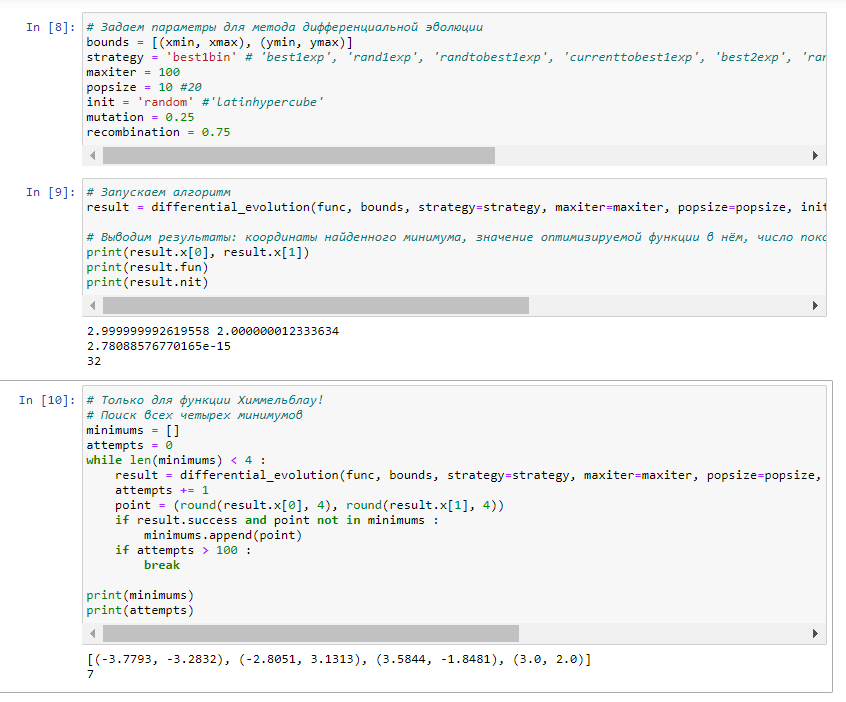 In [8]:
# Задаем параметры для метода дифференциальной эволюции
bounds = [(xmin, xmax), (ymin, ymax)]
strategy = 'best1bin' # 'best1exp', 'rand1exp', 'randtobest1exp', 'currenttobest1exp', 'best2exp',
maxiter = 100
popsize = 10 #20
init = 'random' #'latinhypercube'
mutation = 0.25
recombination = 0.75
In [9]:
# Запускаем алгоритм
result = differential_evolution(func, bounds, strategy=strategy, maxiter=maxiter, popsize=popsize, init
# Выводим результаты: координаты найденного минимума, значение оптимизируемой функции в нём, число
print(result.x[0], result.x[1])
print(result.fun)
print(result.nit)
2.999999992619558 2.000000012333634
2.78088576770165e-15
32
In [10]:
# Только для функции Химмельблау!
# Поиск всех четырех минимумов
minimums = []
attempts = 0
while len(minimums) < 4 :
    result = differential_evolution(func, bounds, strategy=strategy, maxiter=maxiter, popsize=popsize,
    attempts += 1
    point = (round(result.x[0], 4), round(result.x[1], 4))
    if result.success and point not in minimums :
        minimums.append(point)
    if attempts > 100 :
        break
print(minimums)
print(attempts)
[(-3.7793, -3.2832), (-2.8051, 3.1313), (3.5844, -1.8481), (3.0, 2.0)]
7